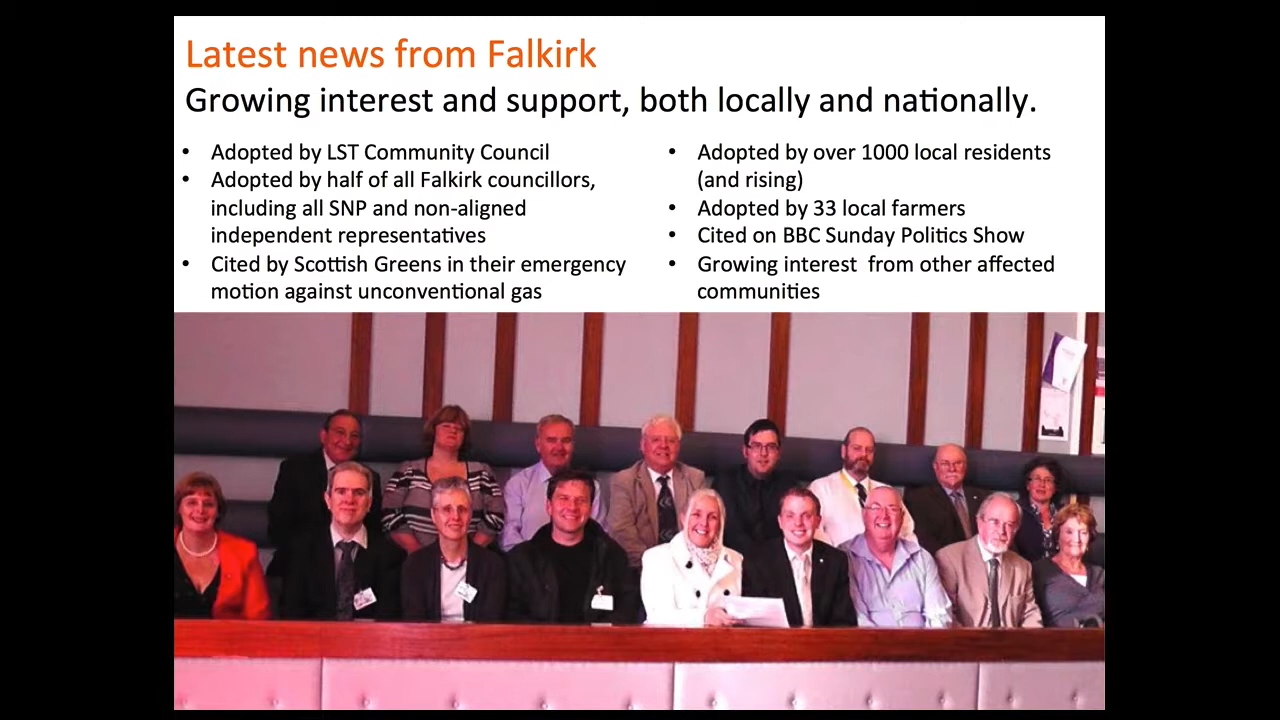 Latest news from Falkirk
Growing interest and support, both locally and nationally.
• Adopted by LST Community Council
• Adopted by half of all Falkirk councillors,
including all SNP and non-aligned
independent representatives
• Cited by Scottish Greens in their emergency
motion against unconventional gas
• Adopted by over 1000 local residents
(and rising)
• Adopted by 33 local farmers
• Cited on BBC Sunday Politics Show
• Growing interest  from other affected
communities